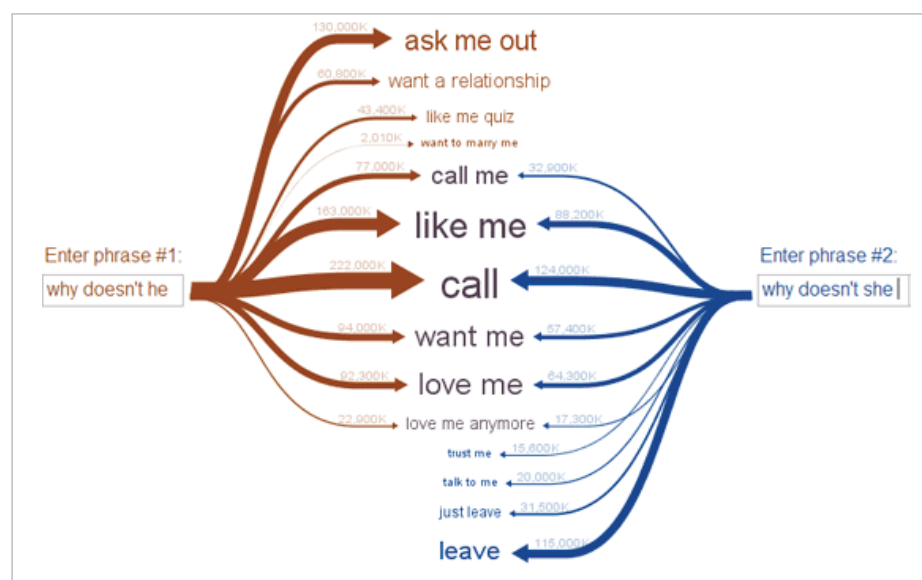 130,000K
ask me out
60,800K
want a relationship
43,400K
like me quiz
2,010K
want to marry me
77,000K
call me
32,900K
163,000K
like me
88,200K
Enter phrase #1:
why doesn't he
222,000K
call
124,000K
Enter phrase #2:
why doesn't she
94,000K
want me
57,400K
92,300K
love me
64,300K
22,900K
love me anymore
17,300K
trust me
15,600K
talk to me
20,000K
just leave
31,500K
leave
115,000K